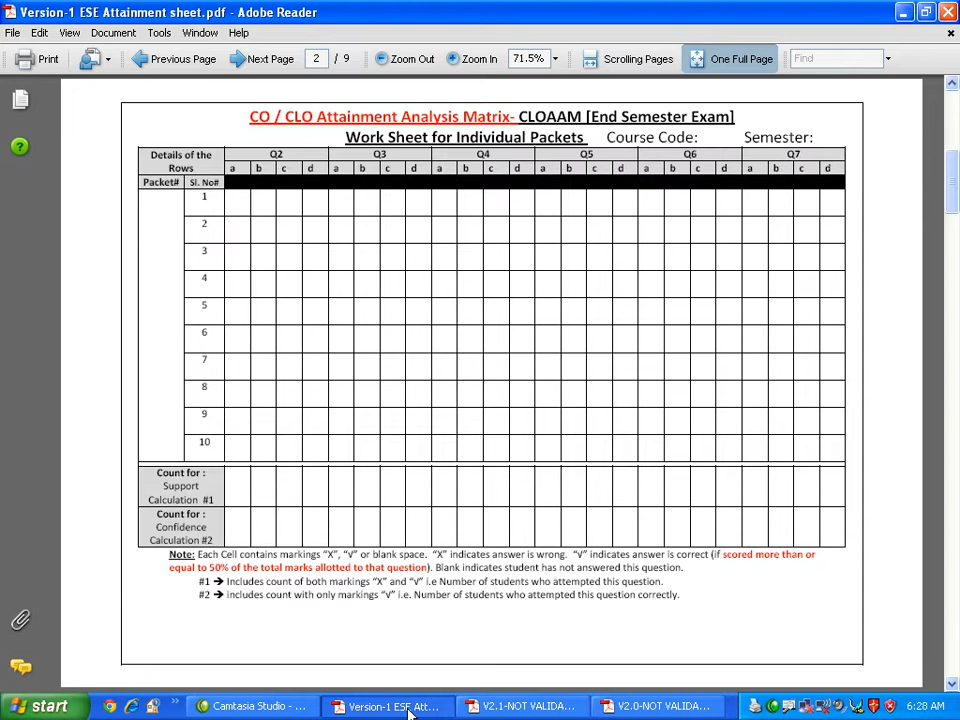 Version-1 ESE Attainment sheet.pdf - Adobe Reader
File Edit View Document Tools Window Help
Print Previous Page Next Page 2 / 9 Zoom Out Zoom In 71.5% Scrolling Pages One Full Page Find
CO / CLO Attainment Analysis Matrix- CLOAAM [End Semester Exam]
Work Sheet for Individual Packets Course Code: Semester:
Details of the Rows Q2 Q3 Q4 Q5 Q6 Q7
a b c d a b c d a b c d a b c d a b c d a b c d
Packet# Sl. No#
1
2
3
4
5
6
7
8
9
10
Count for :
Support
Calculation #1
Count for :
Confidence
Calculation #2
Note: Each Cell contains markings “X”, “√” or blank space. “X” indicates answer is wrong. “√” indicates answer is correct (if scored more than or
equal to 50% of the total marks allotted to that question). Blank indicates student has not answered this question.
#1 ➔ Includes count of both markings “X” and “√” i.e Number of students who attempted this question.
#2 ➔ includes count with only markings “√” i.e. Number of students who attempted this question correctly.
start Camtasia Studio - ... Version-1 ESE Att... V2.1-NOT VALIDA... V2.0-NOT VALIDA... 6:28 AM